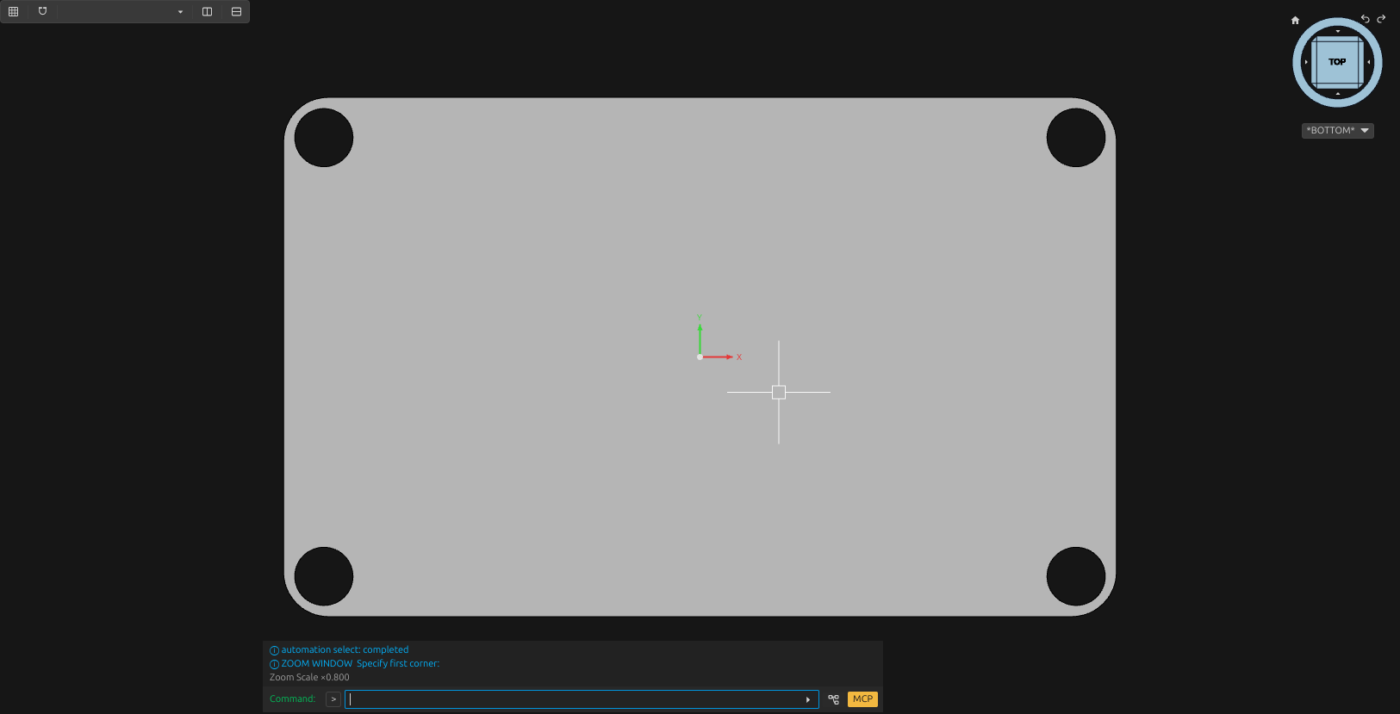 TOP
*BOTTOM*
Y
X
automation select: completed
ZOOM WINDOW Specify first corner:
Zoom Scale ×0.800
Command: >
MCP